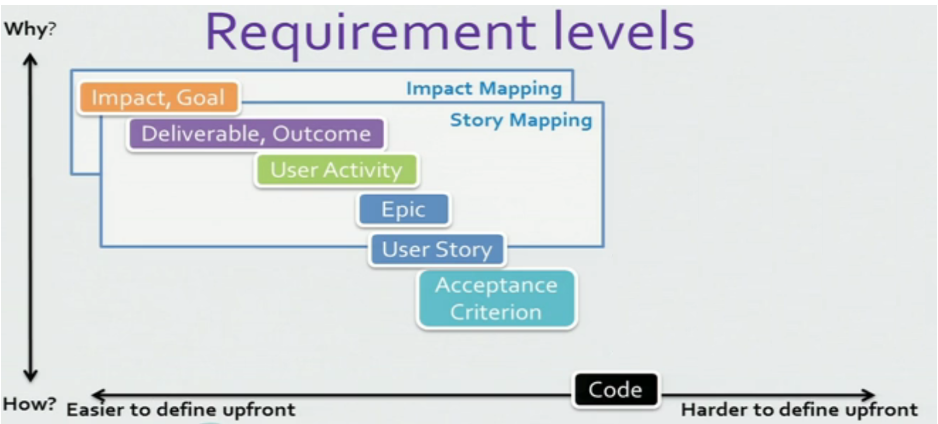 Requirement levels
Why?
Impact Mapping
Impact, Goal
Story Mapping
Deliverable, Outcome
User Activity
Epic
User Story
Acceptance
Criterion
Code
How?
Easier to define upfront
Harder to define upfront